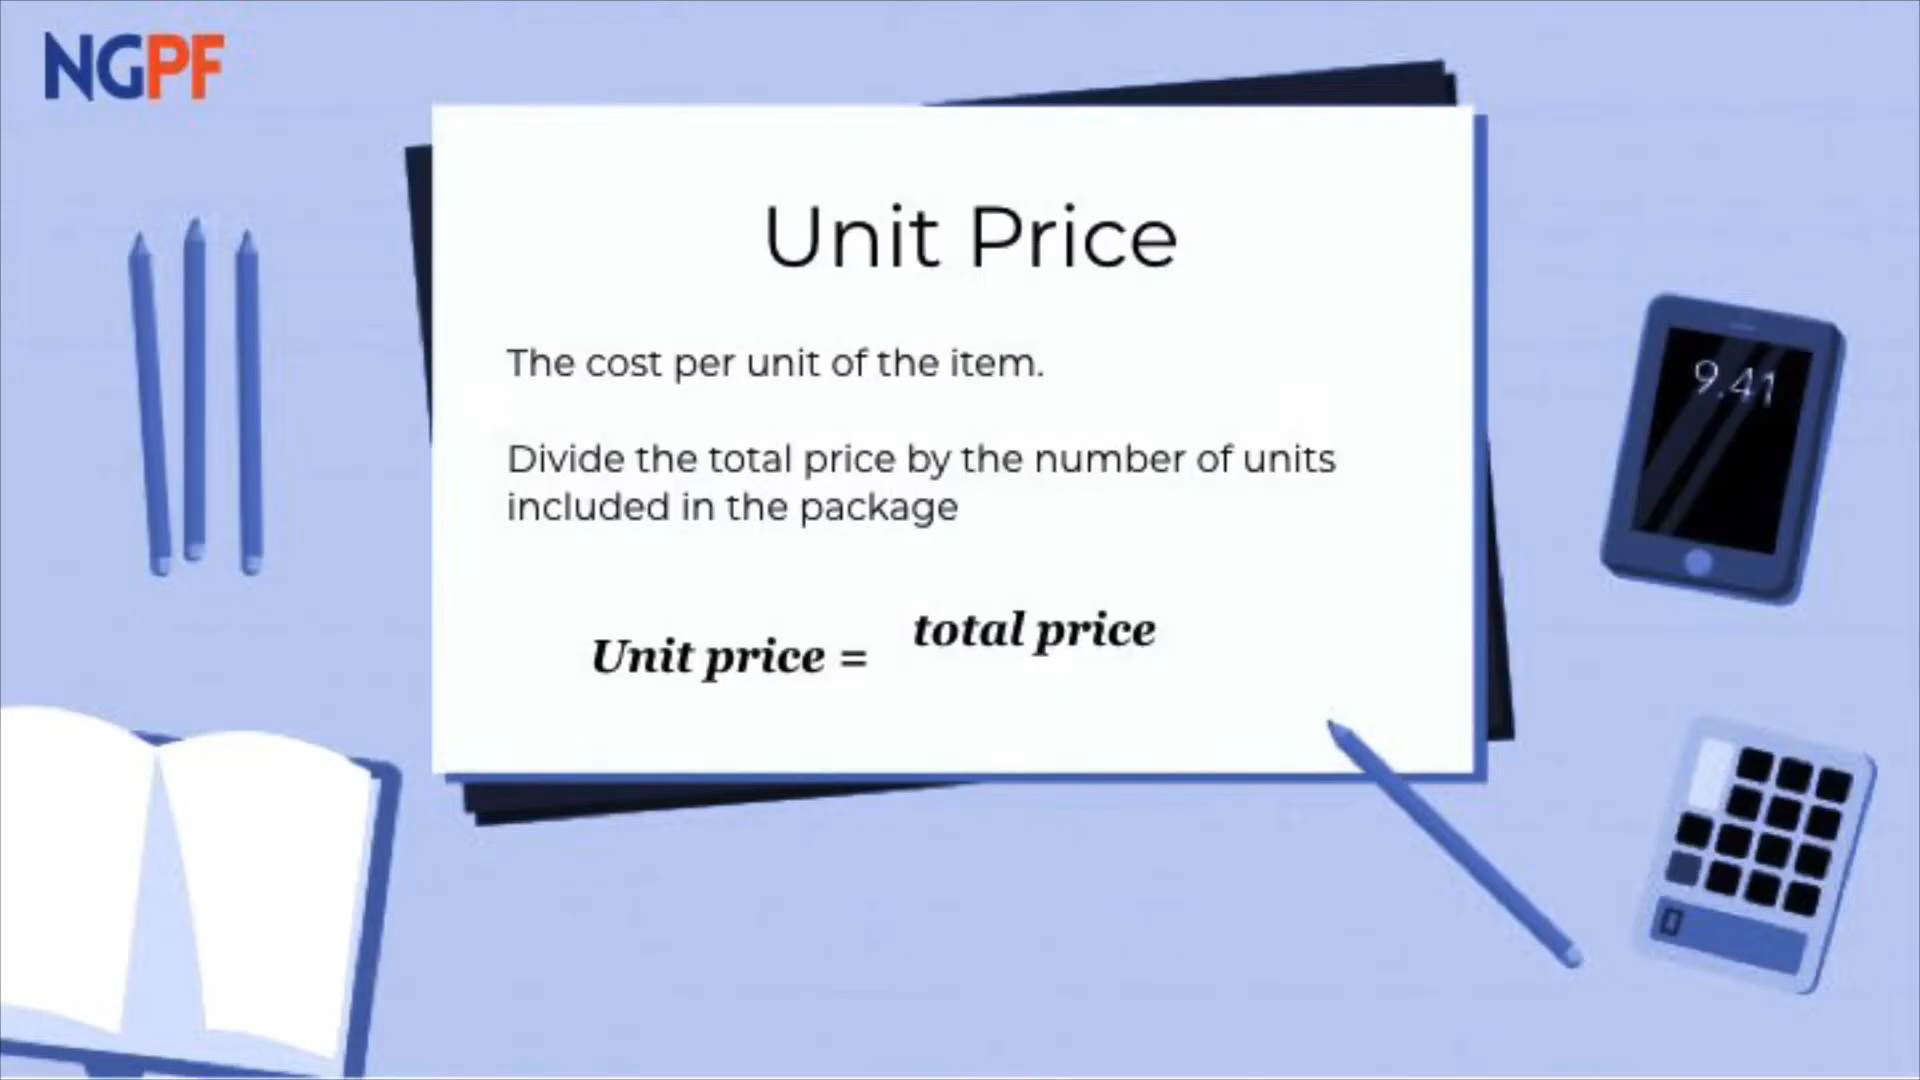 NGPF
Unit Price
The cost per unit of the item.
9.41
Divide the total price by the number of units
included in the package
Unit price = total price
0